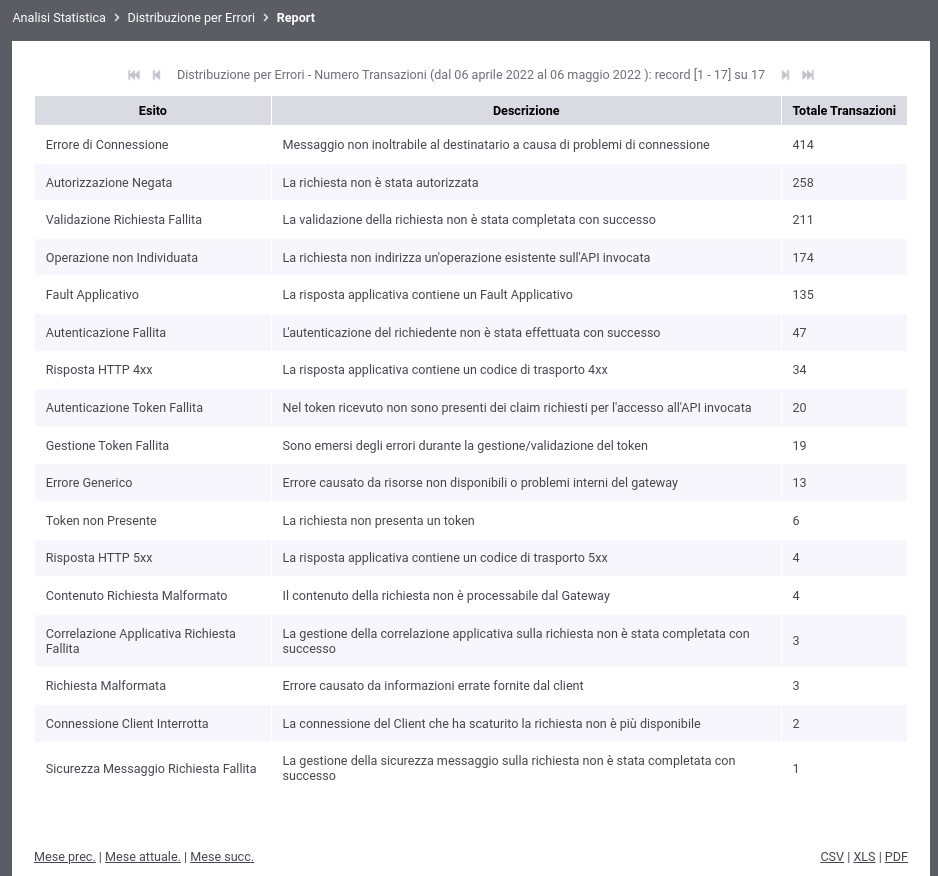 Analisi Statistica > Distribuzione per Errori > Report
Distribuzione per Errori - Numero Transazioni (dal 06 aprile 2022 al 06 maggio 2022 ): record [1 - 17] su 17
Esito Descrizione Totale Transazioni
Errore di Connessione Messaggio non inoltrabile al destinatario a causa di problemi di connessione 414
Autorizzazione Negata La richiesta non è stata autorizzata 258
Validazione Richiesta Fallita La validazione della richiesta non è stata completata con successo 211
Operazione non Individuata La richiesta non indirizza un'operazione esistente sull'API invocata 174
Fault Applicativo La risposta applicativa contiene un Fault Applicativo 135
Autenticazione Fallita L'autenticazione del richiedente non è stata effettuata con successo 47
Risposta HTTP 4xx La risposta applicativa contiene un codice di trasporto 4xx 34
Autenticazione Token Fallita Nel token ricevuto non sono presenti dei claim richiesti per l'accesso all'API invocata 20
Gestione Token Fallita Sono emersi degli errori durante la gestione/validazione del token 19
Errore Generico Errore causato da risorse non disponibili o problemi interni del gateway 13
Token non Presente La richiesta non presenta un token 6
Risposta HTTP 5xx La risposta applicativa contiene un codice di trasporto 5xx 4
Contenuto Richiesta Malformato Il contenuto della richiesta non è processabile dal Gateway 4
Correlazione Applicativa Richiesta
Fallita
La gestione della correlazione applicativa sulla richiesta non è stata completata con
successo
3
Richiesta Malformata Errore causato da informazioni errate fornite dal client 3
Connessione Client Interrotta La connessione del Client che ha scaturito la richiesta non è più disponibile 2
Sicurezza Messaggio Richiesta Fallita
La gestione della sicurezza messaggio sulla richiesta non è stata completata con
successo
1
Mese prec. | Mese attuale. | Mese succ. CSV | XLS | PDF